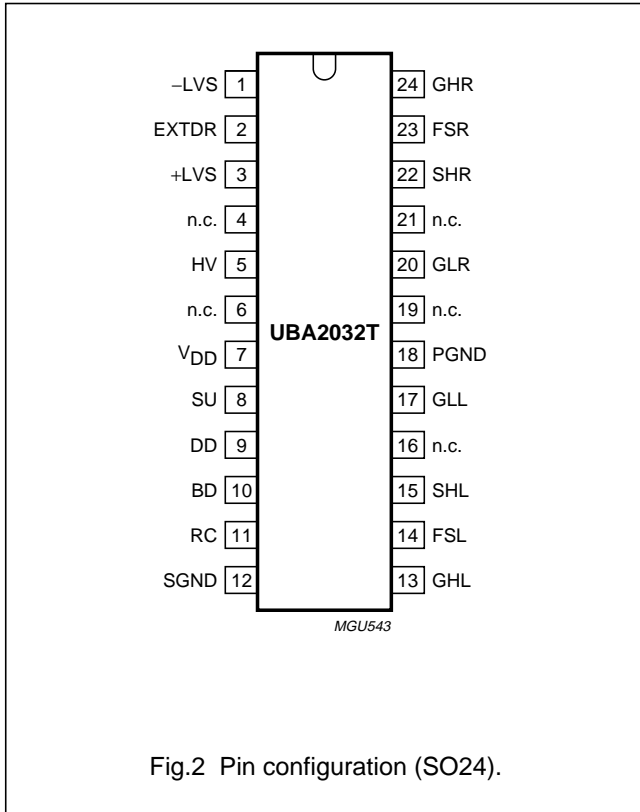 −LVS 1 24 GHR
EXTDR 2 23 FSR
+LVS 3 22 SHR
n.c. 4 21 n.c.
HV 5 20 GLR
n.c. 6 19 n.c.
UBA2032T
VDD 7 18 PGND
SU 8 17 GLL
DD 9 16 n.c.
BD 10 15 SHL
RC 11 14 FSL
SGND 12 13 GHL
MGU543
Fig.2 Pin configuration (SO24).